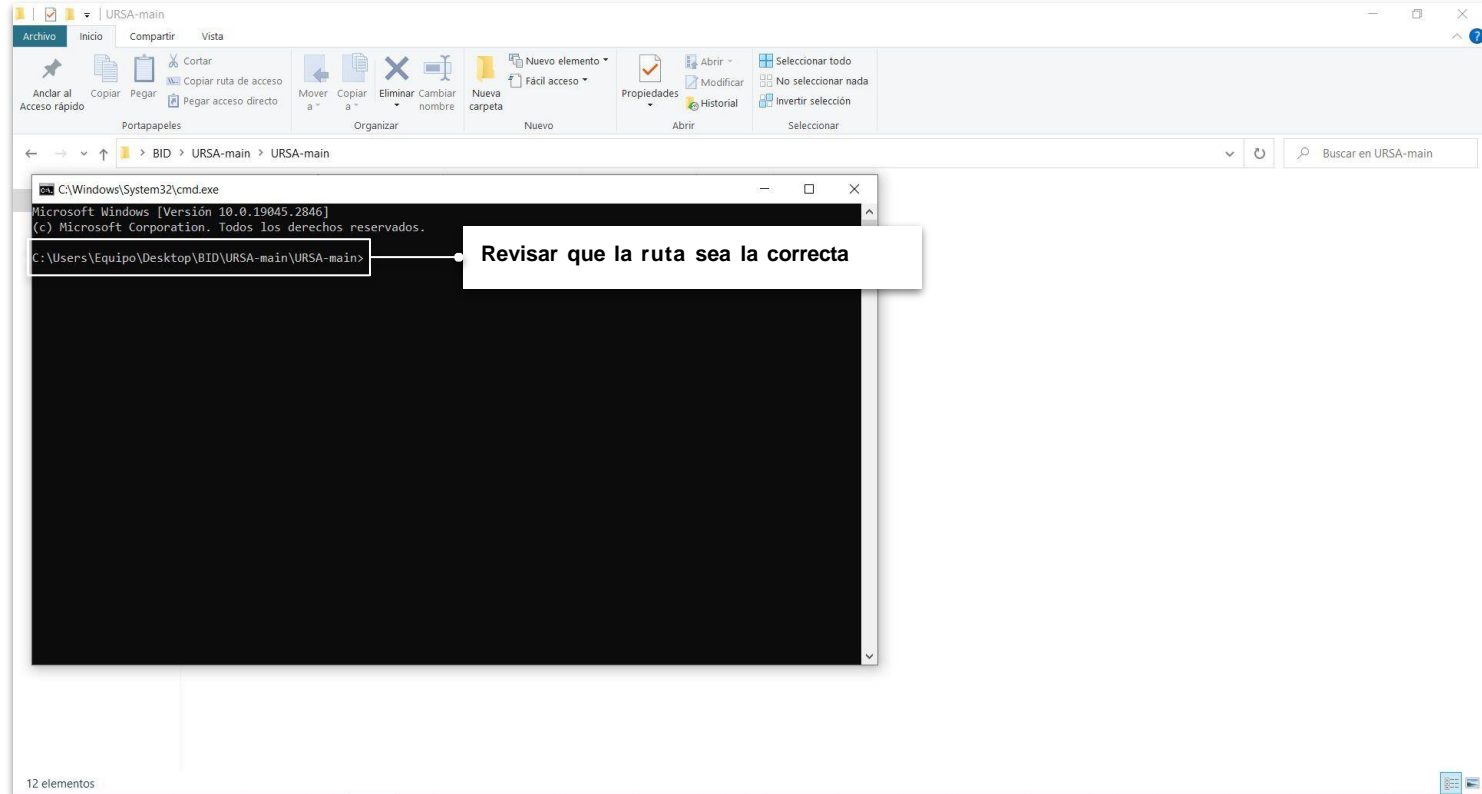 URSA-main
Archivo Inicio Compartir Vista
Anclar al
Acceso rápido
Copiar
Pegar
Cortar
Copiar ruta de acceso
Pegar acceso directo
Mover
a
Copiar
a
Eliminar
Cambiar
nombre
Nueva
carpeta
Nuevo elemento
Fácil acceso
Propiedades
Abrir
Modificar
Historial
Seleccionar todo
No seleccionar nada
Invertir selección
Portapapeles Organizar Nuevo Abrir Seleccionar
> BID > URSA-main > URSA-main
Buscar en URSA-main
C:\Windows\System32\cmd.exe
Microsoft Windows [Versión 10.0.19045.2846]
(c) Microsoft Corporation. Todos los derechos reservados.
C:\Users\Equipo\Desktop\BID\URSA-main\URSA-main>
Revisar que la ruta sea la correcta
12 elementos